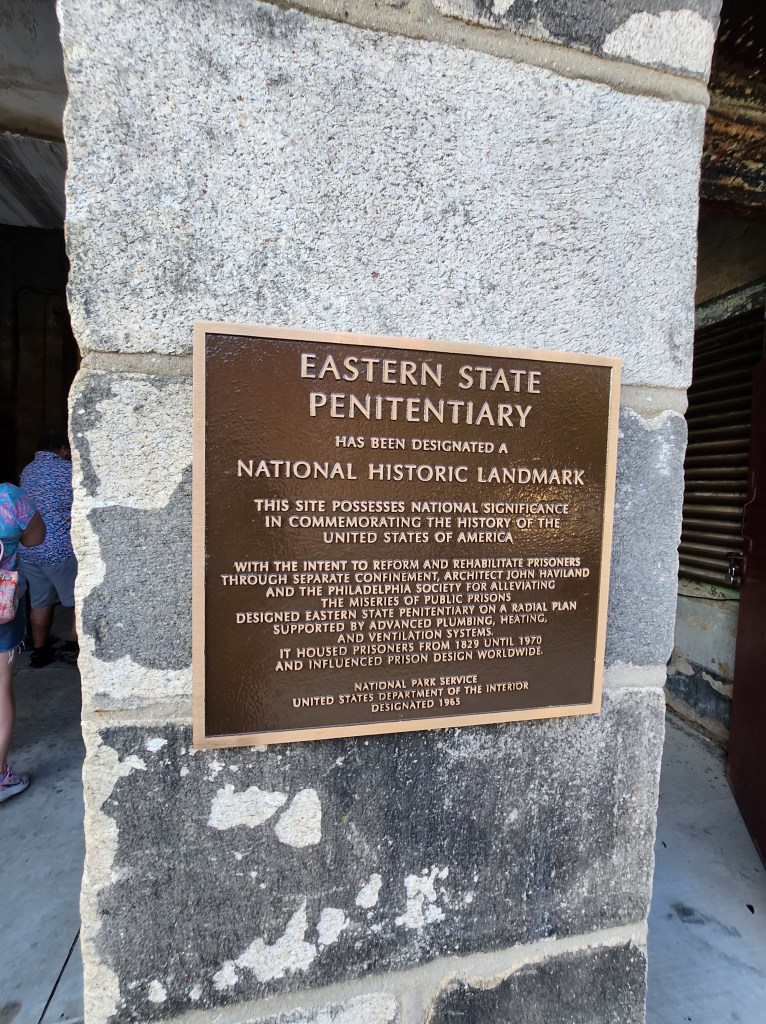 EASTERN STATE
PENITENTIARY
HAS BEEN DESIGNATED A
NATIONAL HISTORIC LANDMARK
THIS SITE POSSESSES NATIONAL SIGNIFICANCE
IN COMMEMORATING THE HISTORY OF THE
UNITED STATES OF AMERICA
WITH THE INTENT TO REFORM AND REHABILITATE PRISONERS
THROUGH SEPARATE CONFINEMENT, ARCHITECT JOHN HAVILAND
AND THE PHILADELPHIA SOCIETY FOR ALLEVIATING
THE MISERIES OF PUBLIC PRISONS
DESIGNED EASTERN STATE PENITENTIARY ON A RADIAL PLAN
SUPPORTED BY ADVANCED PLUMBING, HEATING,
AND VENTILATION SYSTEMS.
IT HOUSED PRISONERS FROM 1829 UNTIL 1970
AND INFLUENCED PRISON DESIGN WORLDWIDE.
NATIONAL PARK SERVICE
UNITED STATES DEPARTMENT OF THE INTERIOR
DESIGNATED 1965